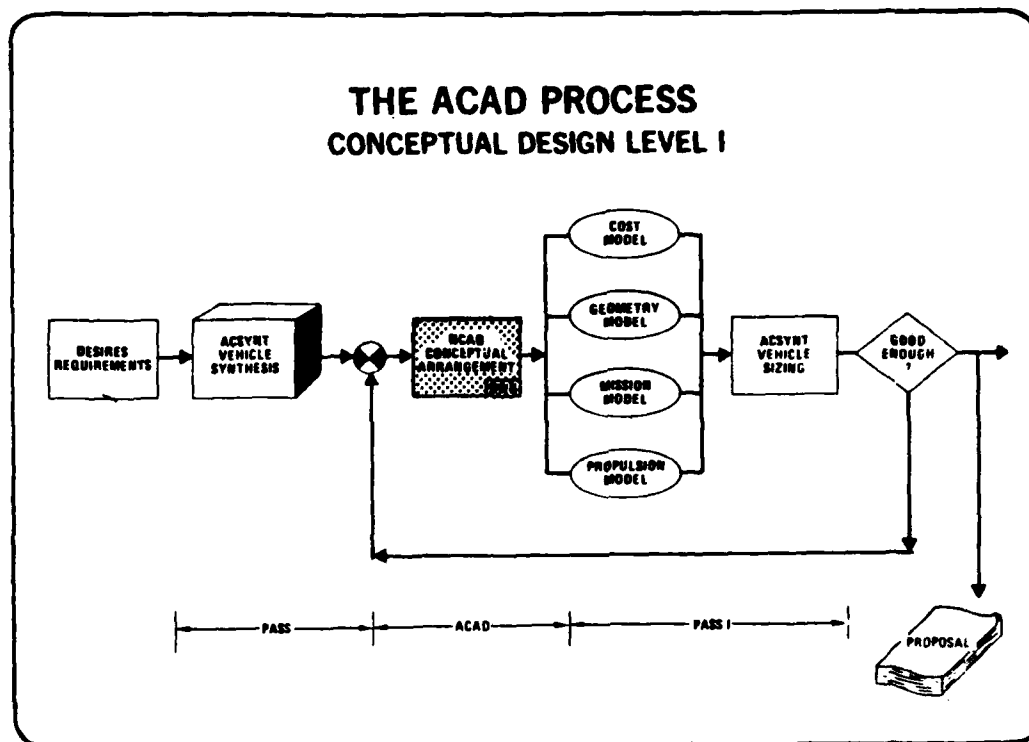 THE ACAD PROCESS
CONCEPTUAL DESIGN LEVEL I
DESIRES
REQUIREMENTS
ACSYNT
VEHICLE
SYNTHESIS
NCAD
CONCEPTUAL
ARRANGEMENT
COST
MODEL
GEOMETRY
MODEL
MISSION
MODEL
PROPULSION
MODEL
ACSYNT
VEHICLE
SIZING
GOOD
ENOUGH
?
PASS
ACAD
PASS I
PROPOSAL